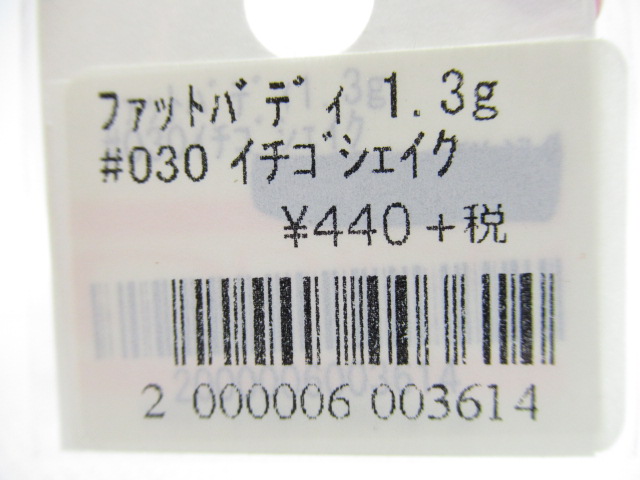 ﾌｧｯﾄﾊﾞﾃﾞｨ 1.3g
#030 ｲﾁｺﾞｼｪｲｸ
¥440+税
2 000006 003614